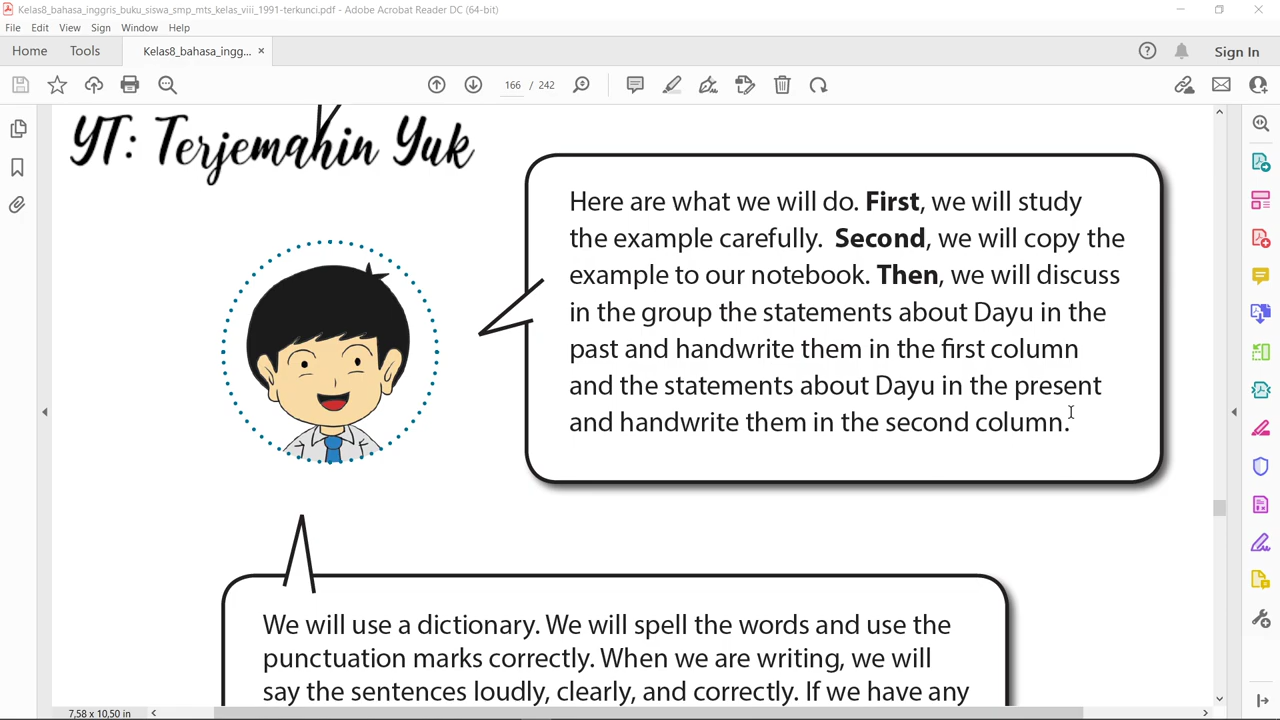 Kelas8_bahasa_inggris_buku_siswa_smp_mts_kelas_viii_1991-terkunci.pdf - Adobe Acrobat Reader DC (64-bit)
File Edit View Sign Window Help
Home Tools Kelas8_bahasa_ingg... × Sign In
166 / 242
YT: Terjemahin Yuk
Here are what we will do. First, we will study
the example carefully. Second, we will copy the
example to our notebook. Then, we will discuss
in the group the statements about Dayu in the
past and handwrite them in the first column
and the statements about Dayu in the present
and handwrite them in the second column.
We will use a dictionary. We will spell the words and use the
punctuation marks correctly. When we are writing, we will
say the sentences loudly, clearly, and correctly. If we have any
7,58 x 10,50 in